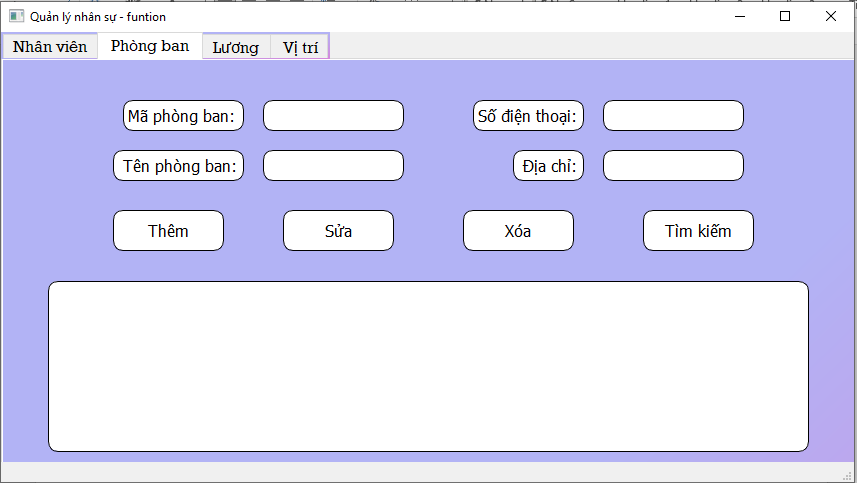 Quản lý nhân sự - funtion
Nhân viên Phòng ban Lương Vị trí
Mã phòng ban: Số điện thoại:
Tên phòng ban: Địa chỉ:
Thêm Sửa Xóa Tìm kiếm